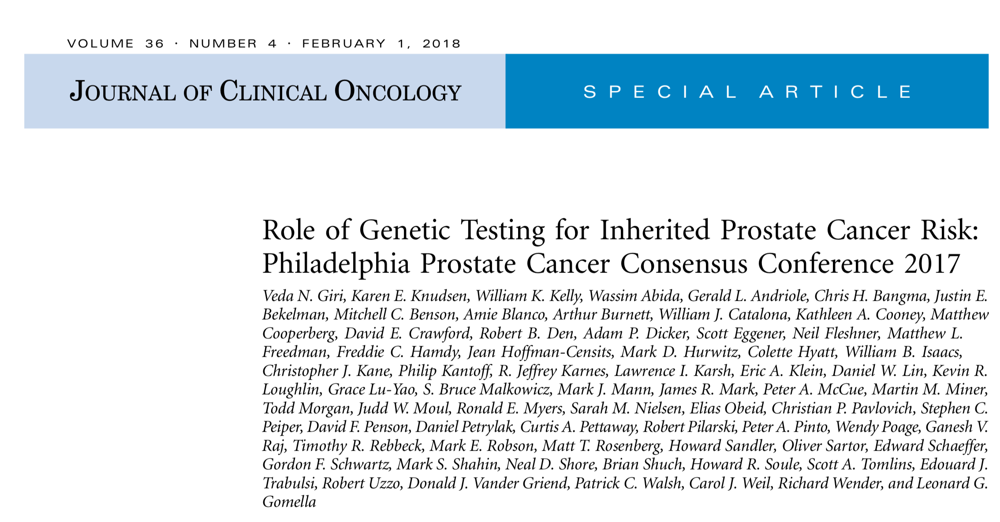 VOLUME 36 · NUMBER 4 · FEBRUARY 1, 2018
JOURNAL OF CLINICAL ONCOLOGY
SPECIAL ARTICLE
Role of Genetic Testing for Inherited Prostate Cancer Risk:
Philadelphia Prostate Cancer Consensus Conference 2017
Veda N. Giri, Karen E. Knudsen, William K. Kelly, Wassim Abida, Gerald L. Andriole, Chris H. Bangma, Justin E.
Bekelman, Mitchell C. Benson, Amie Blanco, Arthur Burnett, William J. Catalona, Kathleen A. Cooney, Matthew
Cooperberg, David E. Crawford, Robert B. Den, Adam P. Dicker, Scott Eggener, Neil Fleshner, Matthew L.
Freedman, Freddie C. Hamdy, Jean Hoffman-Censits, Mark D. Hurwitz, Colette Hyatt, William B. Isaacs,
Christopher J. Kane, Philip Kantoff, R. Jeffrey Karnes, Lawrence I. Karsh, Eric A. Klein, Daniel W. Lin, Kevin R.
Loughlin, Grace Lu-Yao, S. Bruce Malkowicz, Mark J. Mann, James R. Mark, Peter A. McCue, Martin M. Miner,
Todd Morgan, Judd W. Moul, Ronald E. Myers, Sarah M. Nielsen, Elias Obeid, Christian P. Pavlovich, Stephen C.
Peiper, David F. Penson, Daniel Petrylak, Curtis A. Pettaway, Robert Pilarski, Peter A. Pinto, Wendy Poage, Ganesh V.
Raj, Timothy R. Rebbeck, Mark E. Robson, Matt T. Rosenberg, Howard Sandler, Oliver Sartor, Edward Schaeffer,
Gordon F. Schwartz, Mark S. Shahin, Neal D. Shore, Brian Shuch, Howard R. Soule, Scott A. Tomlins, Edouard J.
Trabulsi, Robert Uzzo, Donald J. Vander Griend, Patrick C. Walsh, Carol J. Weil, Richard Wender, and Leonard G.
Gomella